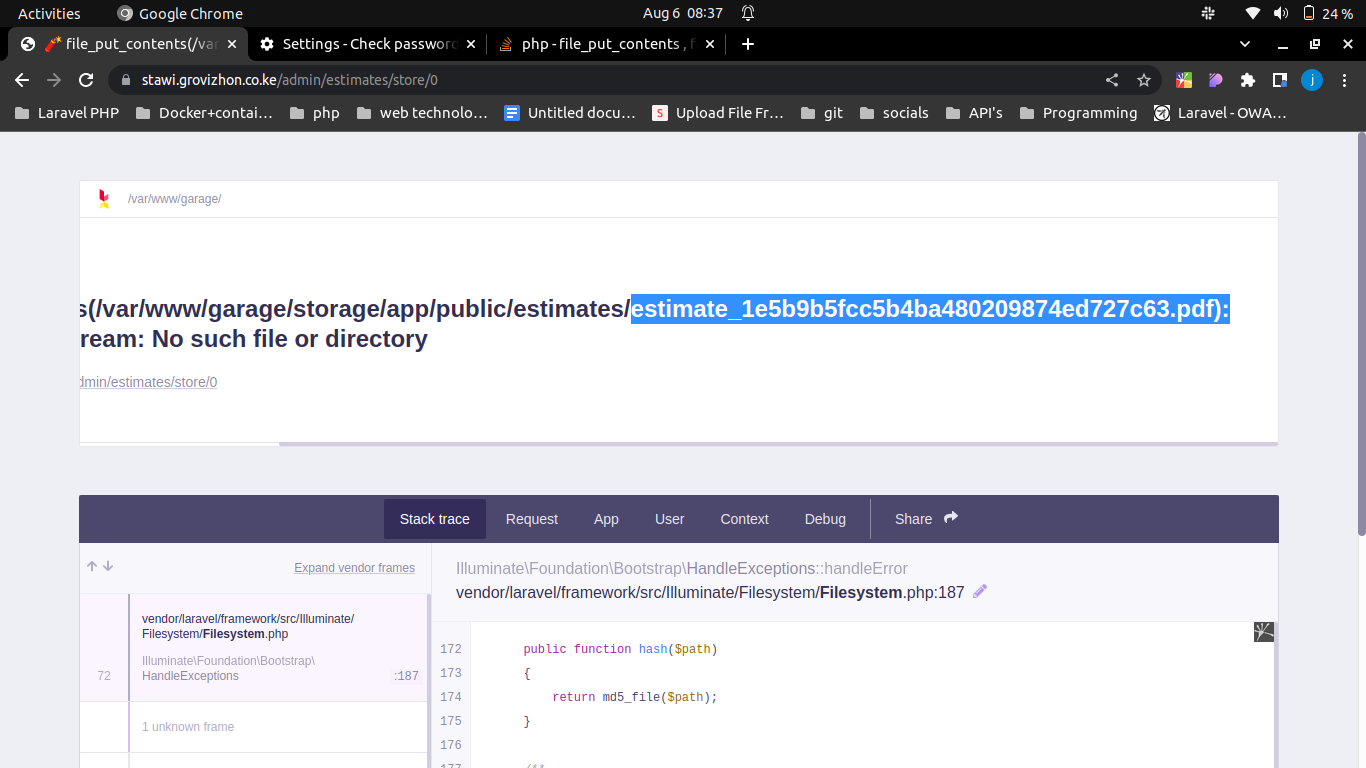 Activities
Google Chrome
Aug 6 08:37
24 %
file_put_contents(/var
Settings - Check password
php - file_put_contents , f
stawi.grovizhon.co.ke/admin/estimates/store/0
j
Laravel PHP
Docker+contai…
php
web technolo…
Untitled docu…
S
Upload File Fr…
git
socials
API's
Programming
Laravel - OWA…
/var/www/garage/
s(/var/www/garage/storage/app/public/estimates/estimate_1e5b9b5fcc5b4ba480209874ed727c63.pdf):
ream: No such file or directory
dmin/estimates/store/0
Stack trace
Request
App
User
Context
Debug
Share
Expand vendor frames
Illuminate\Foundation\Bootstrap\HandleExceptions::handleError
vendor/laravel/framework/src/Illuminate/Filesystem/Filesystem.php:187
vendor/laravel/framework/src/Illuminate/
Filesystem/Filesystem.php
Illuminate\Foundation\Bootstrap\
72 HandleExceptions :187
1 unknown frame
172 public function hash($path)
173 {
174 return md5_file($path);
175 }
176
177 /**